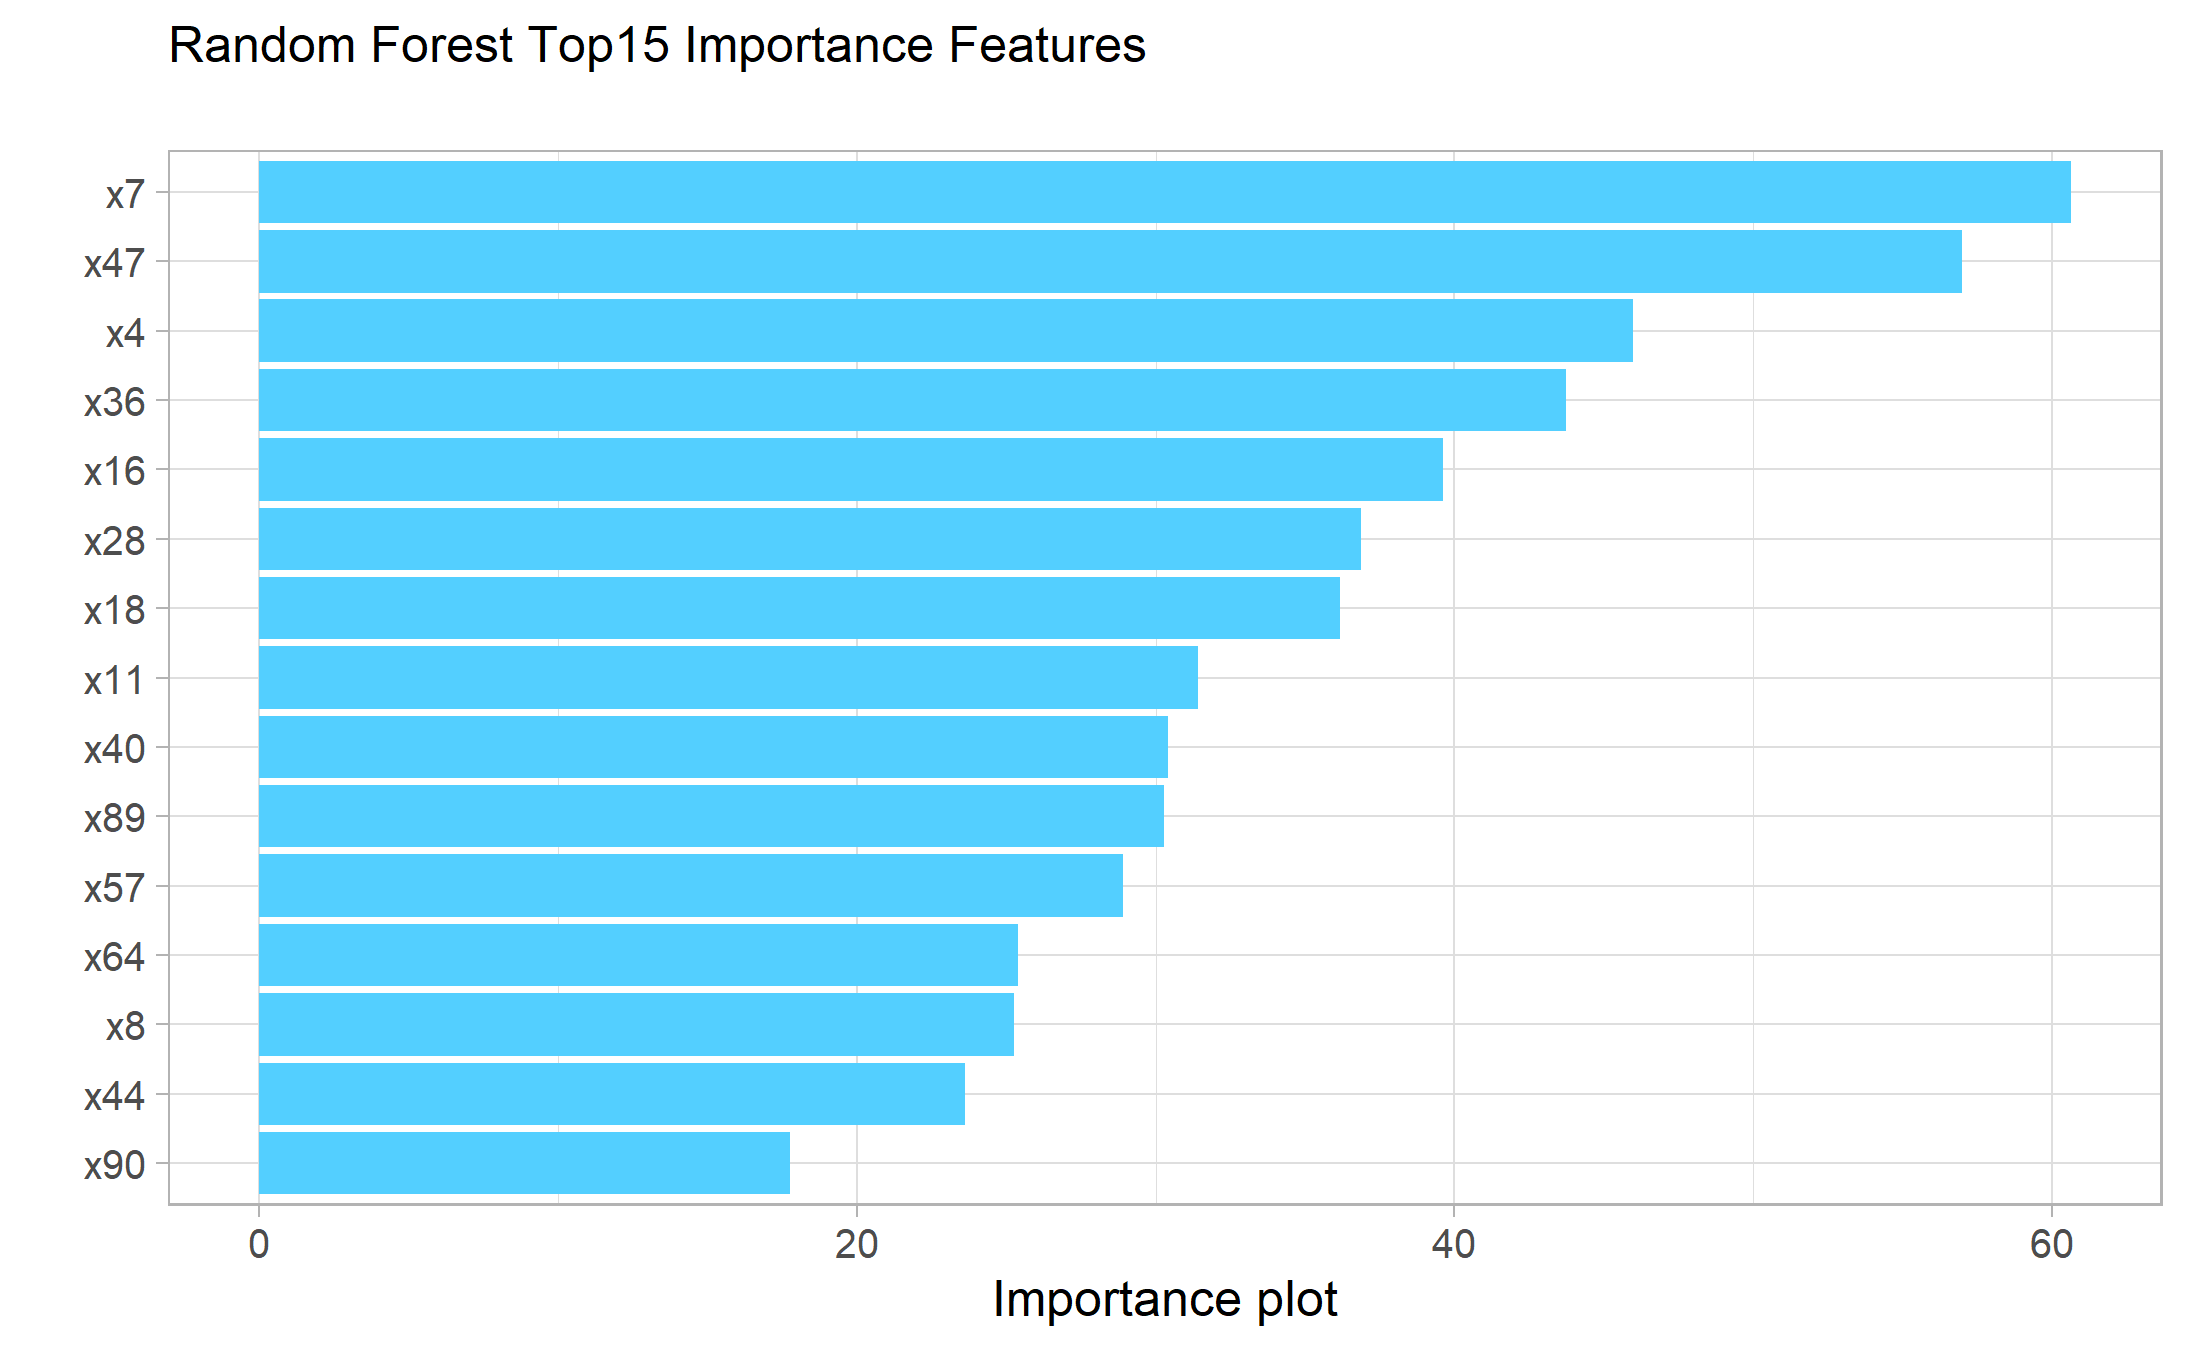 Random Forest Top15 Importance Features
x7
x47
x4
x36
x16
x28
x18
x11
x40
x89
x57
x64
x8
x44
x90
0 20 40 60
Importance plot